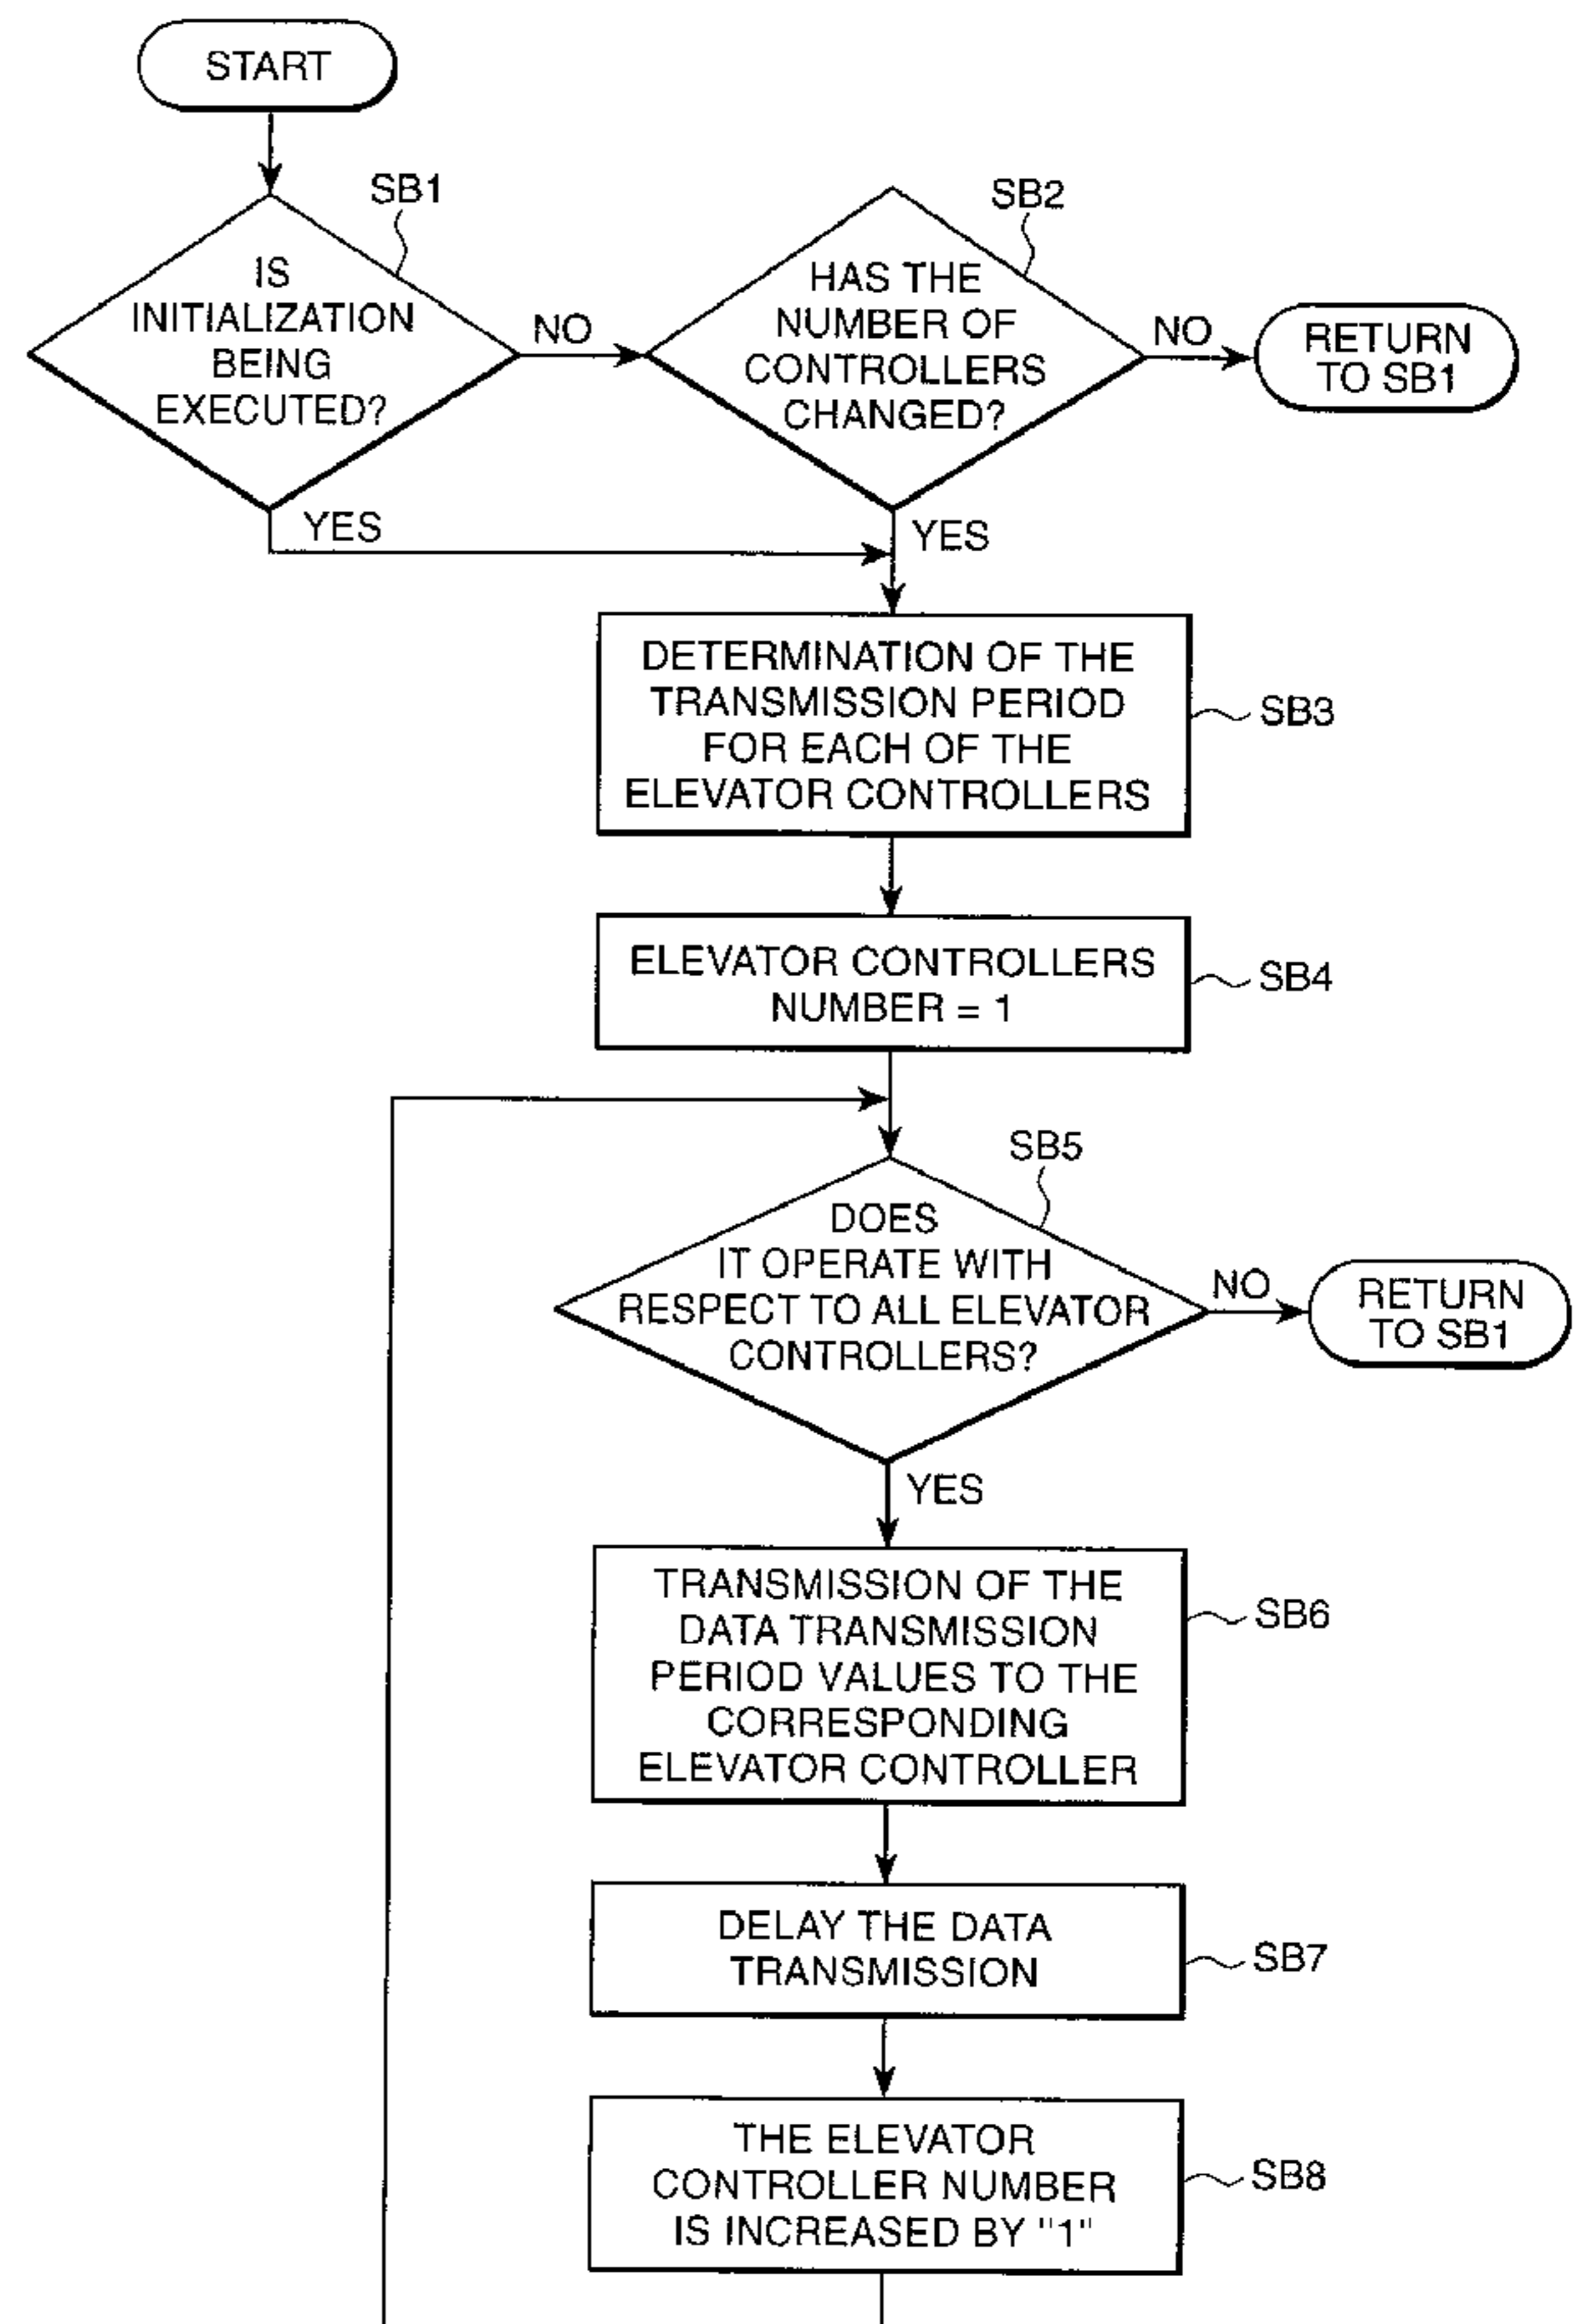 START
SB1
IS
INITIALIZATION
BEING
EXECUTED?
NO
YES
SB2
HAS THE
NUMBER OF
CONTROLLERS
CHANGED?
NO
RETURN
TO SB1
YES
DETERMINATION OF THE
TRANSMISSION PERIOD
FOR EACH OF THE
ELEVATOR CONTROLLERS
SB3
ELEVATOR CONTROLLERS
NUMBER = 1
SB4
SB5
DOES
IT OPERATE WITH
RESPECT TO ALL ELEVATOR
CONTROLLERS?
NO
RETURN
TO SB1
YES
TRANSMISSION OF THE
DATA TRANSMISSION
PERIOD VALUES TO THE
CORRESPONDING
ELEVATOR CONTROLLER
SB6
DELAY THE DATA
TRANSMISSION
SB7
THE ELEVATOR
CONTROLLER NUMBER
IS INCREASED BY "1"
SB8